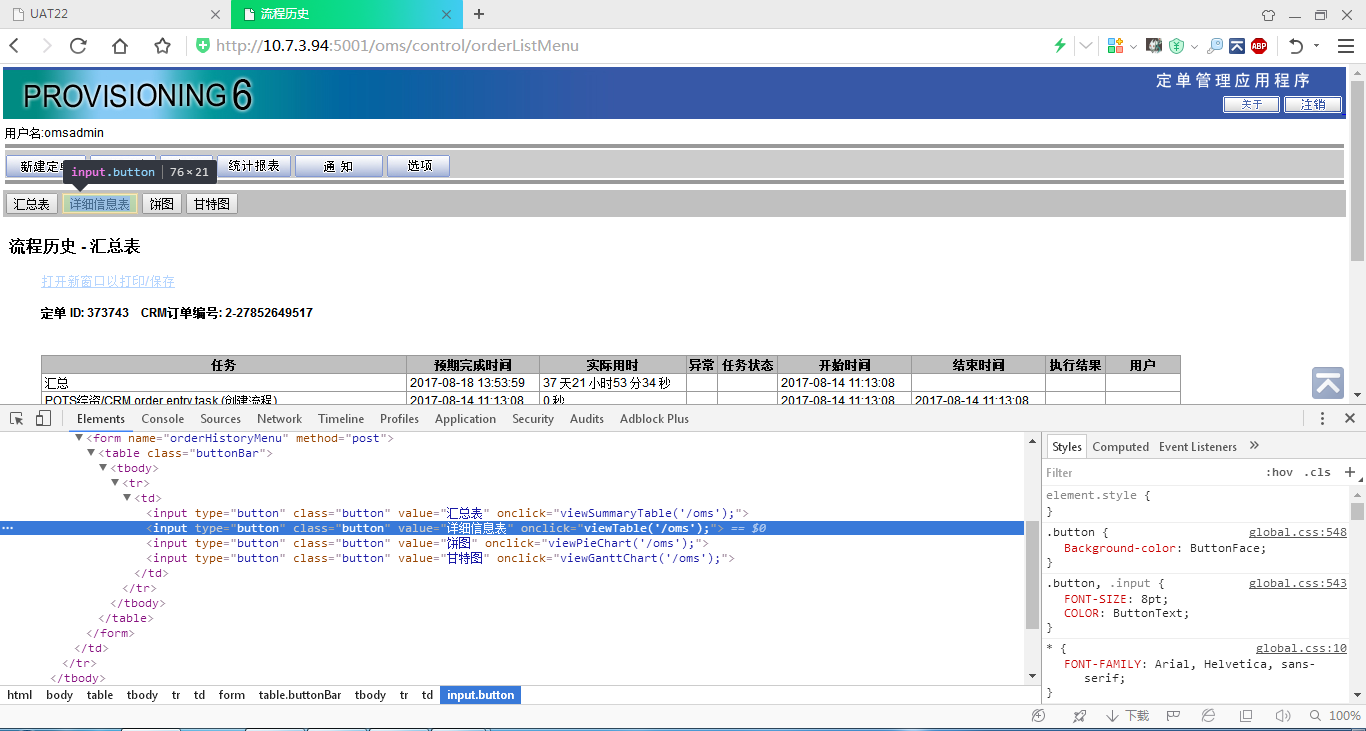 UAT22
流程历史
http://10.7.3.94:5001/oms/control/orderListMenu
ABP
PROVISIONING 6
定单管理应用程序
关于 注销
用户名:omsadmin
新建定单 统计报表 通 知 选项
input.button 76×21
汇总表 详细信息表 饼图 甘特图
流程历史 - 汇总表
打开新窗口以打印/保存
定单 ID: 373743 CRM订单编号: 2-27852649517
任务 预期完成时间 实际用时 异常 任务状态 开始时间 结束时间 执行结果 用户
汇总 2017-08-18 13:53:59 37 天21 小时53 分34 秒 2017-08-14 11:13:08
POTS综资/CRM order entry task (创建流程) 2017-08-14 11:13:08 0 秒 2017-08-14 11:13:08 2017-08-14 11:13:08
Elements Console Sources Network Timeline Profiles Application Security Audits Adblock Plus
<form name="orderHistoryMenu" method="post">
<table class="buttonBar">
<tbody>
<tr>
<td>
<input type="button" class="button" value="汇总表" onclick="viewSummaryTable('/oms');">
<input type="button" class="button" value="详细信息表" onclick="viewTable('/oms');"> == $0
<input type="button" class="button" value="饼图" onclick="viewPieChart('/oms');">
<input type="button" class="button" value="甘特图" onclick="viewGanttChart('/oms');">
</td>
</tr>
</tbody>
</table>
</form>
</td>
</tr>
</tbody>
html body table tbody tr td form table.buttonBar tbody tr td input.button
Styles Computed Event Listeners »
Filter :hov .cls +
element.style {
}
.button { global.css:548
Background-color: ButtonFace;
}
.button, .input { global.css:543
FONT-SIZE: 8pt;
COLOR: ButtonText;
}
* { global.css:10
FONT-FAMILY: Arial, Helvetica, sans-
serif;
}
下载 100%